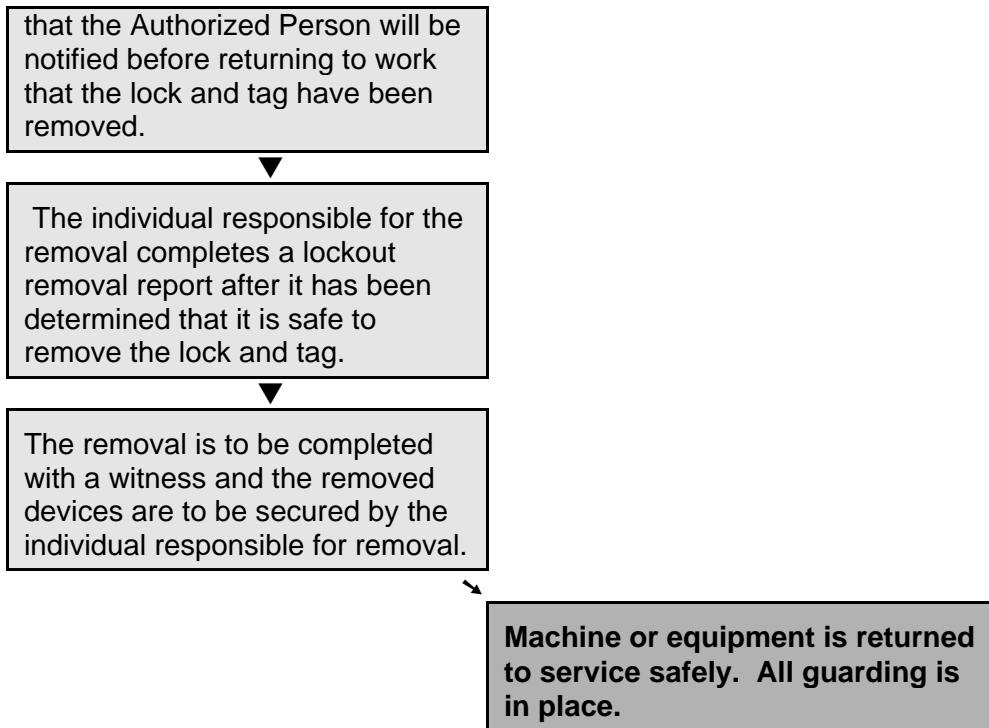 that the Authorized Person will be
notified before returning to work
that the lock and tag have been
removed.
The individual responsible for the
removal completes a lockout
removal report after it has been
determined that it is safe to
remove the lock and tag.
The removal is to be completed
with a witness and the removed
devices are to be secured by the
individual responsible for removal.
Machine or equipment is returned
to service safely.  All guarding is
in place.